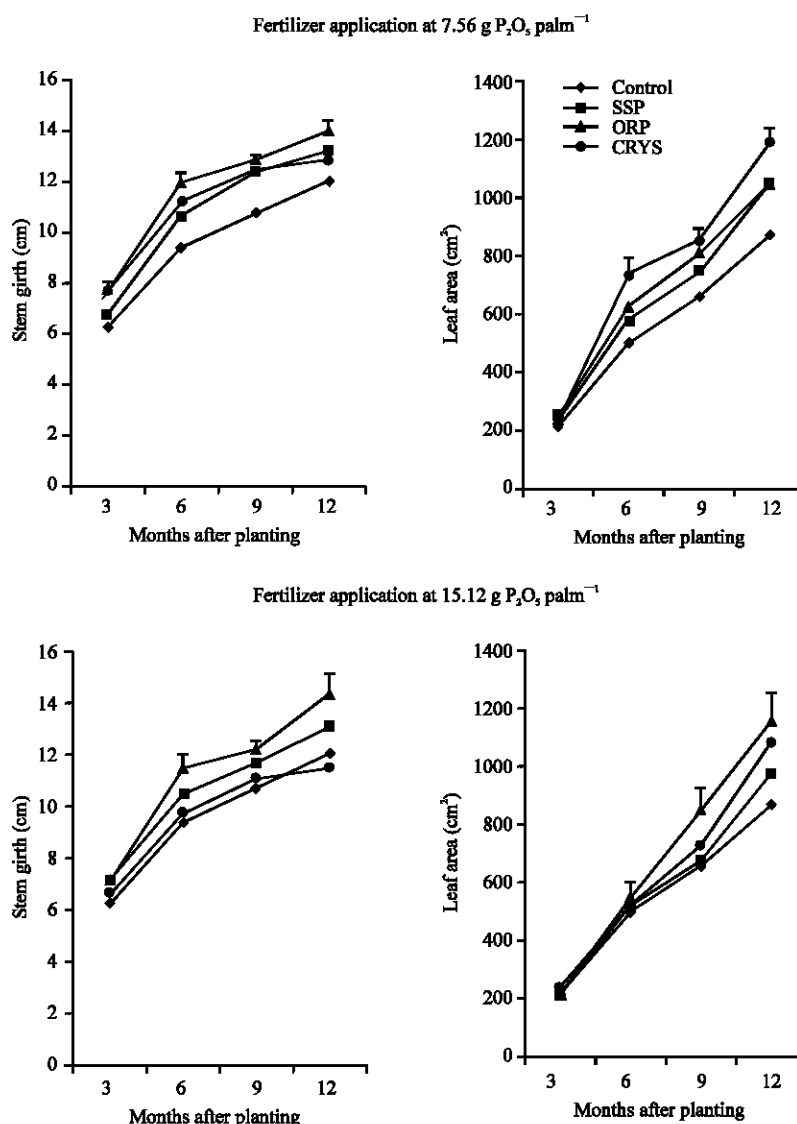 Fertilizer application at 7.56 g P₂O₅ palm⁻¹
Stem girth (cm)
16
14
12
10
8
6
4
12
0
3 6 9 12
Months after planting
Leaf area (cm²)
1400
1200
1000
800
600
400
200
0
3 6 9 12
Months after planting
Control
SSP
ORP
CRYS
Fertilizer application at 15.12 g P₂O₅ palm⁻¹
Stem girth (cm)
16
14
12
10
8
6
4
2
0
3 6 9 12
Months after planting
Leaf area (cm²)
1400
1200
1000
800
600
400
200
0
3 6 9 12
Months after planting